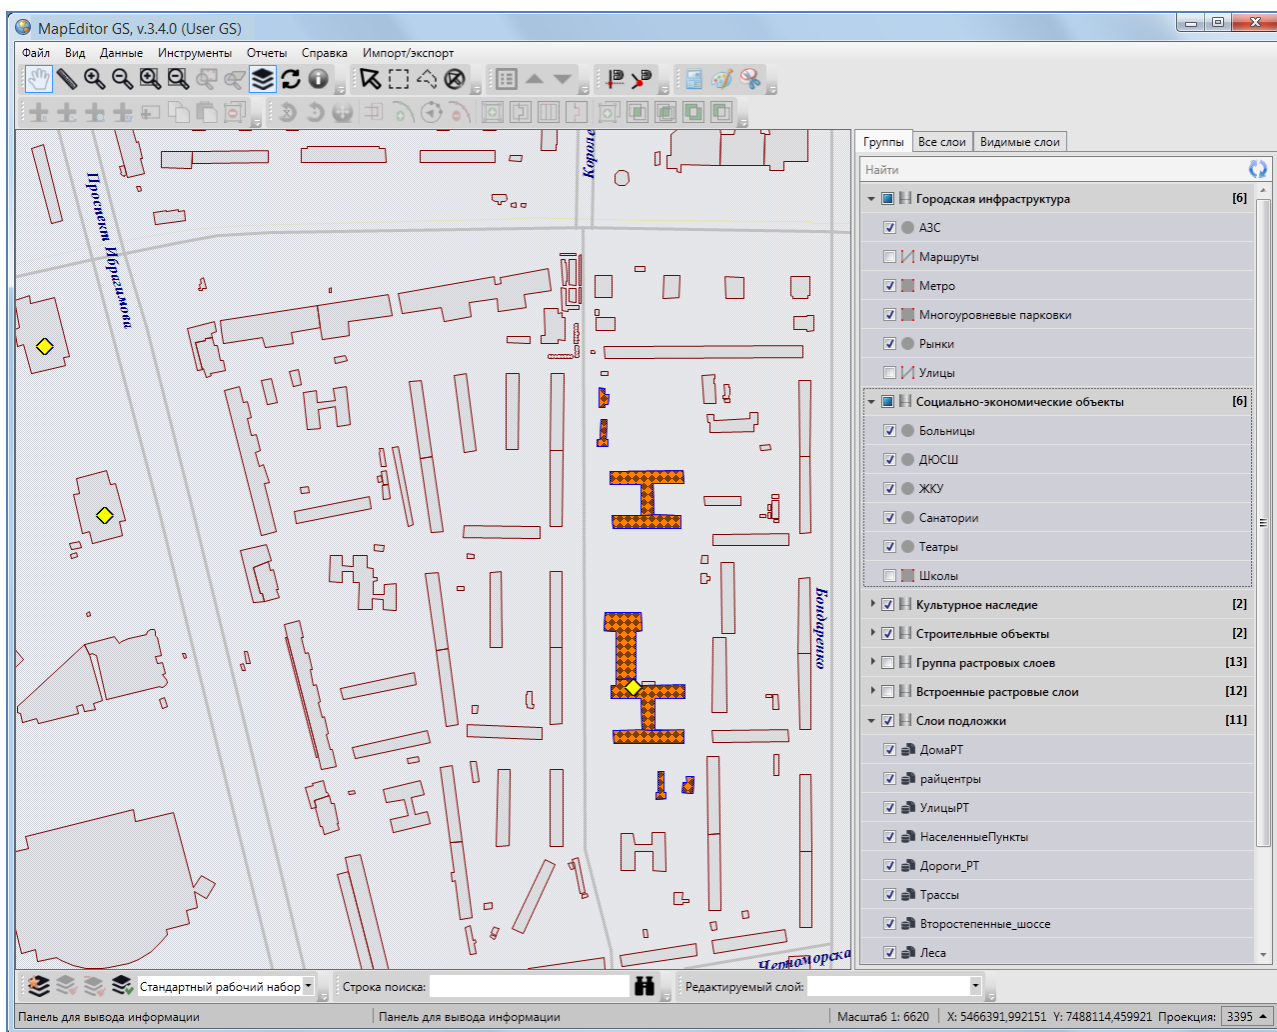 MapEditor GS, v.3.4.0 (User GS)
Файл Вид Данные Инструменты Отчеты Справка Импорт/экспорт
Проспект Ибрагимова
Короле
Бондаренко
Черноморска
Группы Все слои Видимые слои
Найти
Городская инфраструктура [6]
АЗС
Маршруты
Метро
Многоуровневые парковки
Рынки
Улицы
Социально-экономические объекты [6]
Больницы
ДЮСШ
ЖКУ
Санатории
Театры
Школы
Культурное наследие [2]
Строительные объекты [2]
Группа растровых слоев [13]
Встроенные растровые слои [12]
Слои подложки [11]
ДомаРТ
райцентры
УлицыРТ
НаселенныеПункты
Дороги_РТ
Трассы
Второстепенные_шоссе
Леса
Стандартный рабочий набор Строка поиска: Редактируемый слой:
Панель для вывода информации Панель для вывода информации Масштаб 1: 6620 X: 5466391,992151 Y: 7488114,459921 Проекция: 3395